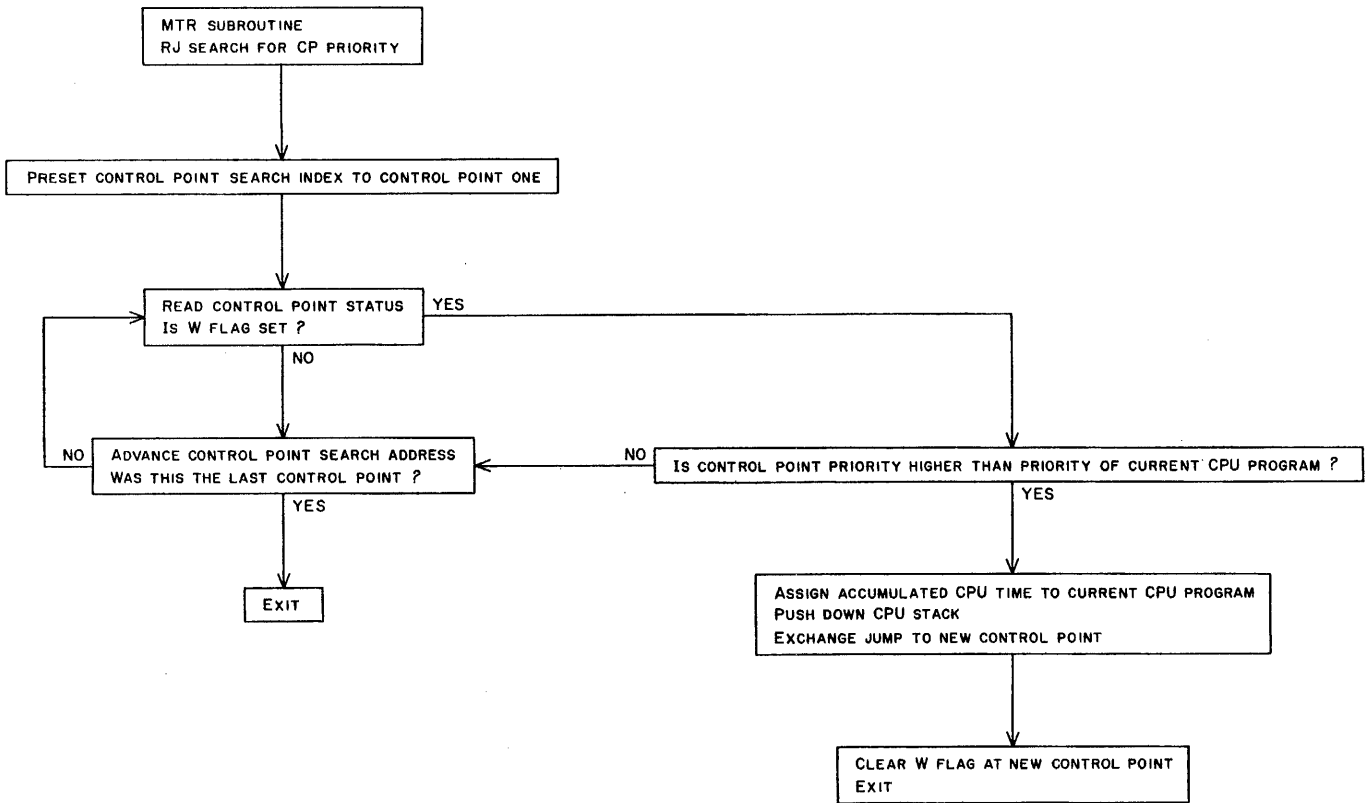 MTR SUBROUTINE
RJ SEARCH FOR CP PRIORITY
PRESET CONTROL POINT SEARCH INDEX TO CONTROL POINT ONE
READ CONTROL POINT STATUS
IS W FLAG SET ?
YES
NO
NO
ADVANCE CONTROL POINT SEARCH ADDRESS
WAS THIS THE LAST CONTROL POINT ?
NO
IS CONTROL POINT PRIORITY HIGHER THAN PRIORITY OF CURRENT CPU PROGRAM ?
YES
YES
EXIT
ASSIGN ACCUMULATED CPU TIME TO CURRENT CPU PROGRAM
PUSH DOWN CPU STACK
EXCHANGE JUMP TO NEW CONTROL POINT
CLEAR W FLAG AT NEW CONTROL POINT
EXIT